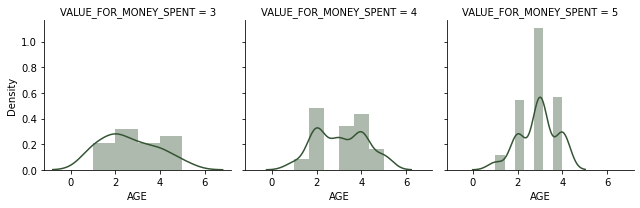 VALUE_FOR_MONEY_SPENT = 3
VALUE_FOR_MONEY_SPENT = 4
VALUE_FOR_MONEY_SPENT = 5
Density
1.0
0.8
0.6
0.4
0.2
0.0
0 2 4 6
0 2 4 6
0 2 4 6
AGE
AGE
AGE